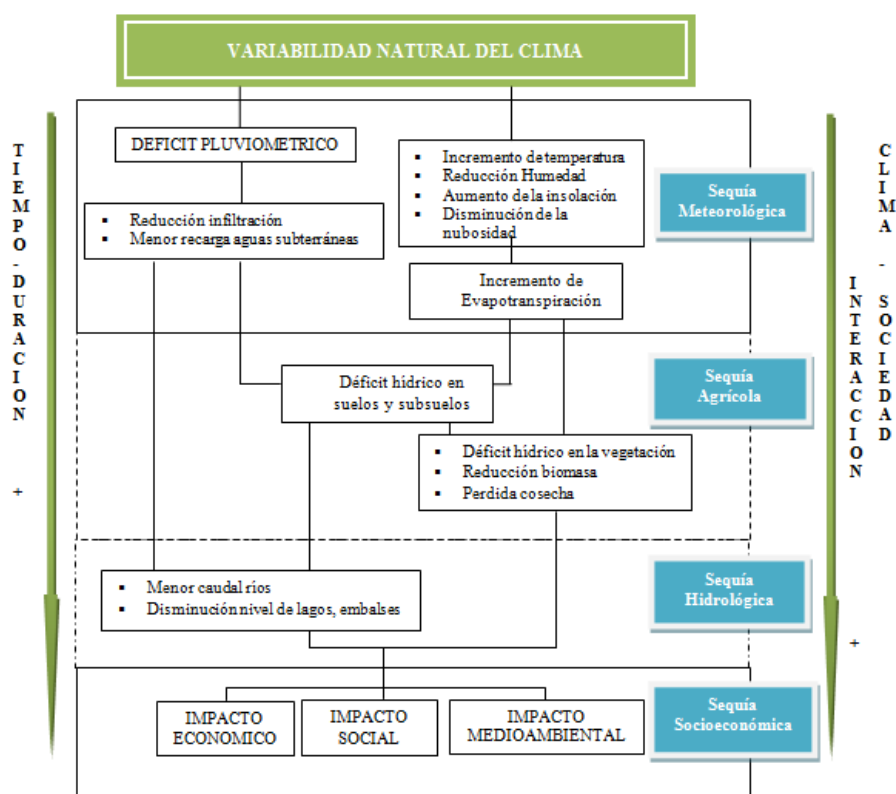 VARIABILIDAD NATURAL DEL CLIMA
TIEMPO-DURACION +
DEFICIT PLUVIOMETRICO
Incremento de temperatura
Reducción Humedad
Aumento de la insolación
Disminución de la
nubosidad
Sequía
Meteorológica
Reducción infiltración
Menor recarga aguas subterráneas
Incremento de
Evapotranspiración
CLIMA - SOCIEDAD
INTERACCION +
Déficit hídrico en
suelos y subsuelos
Sequía
Agrícola
Déficit hídrico en la vegetación
Reducción biomasa
Perdida cosecha
Menor caudal ríos
Disminución nivel de lagos, embalses
Sequía
Hidrológica
IMPACTO
ECONOMICO
IMPACTO
SOCIAL
IMPACTO
MEDIOAMBIENTAL
Sequía
Socioeconómica